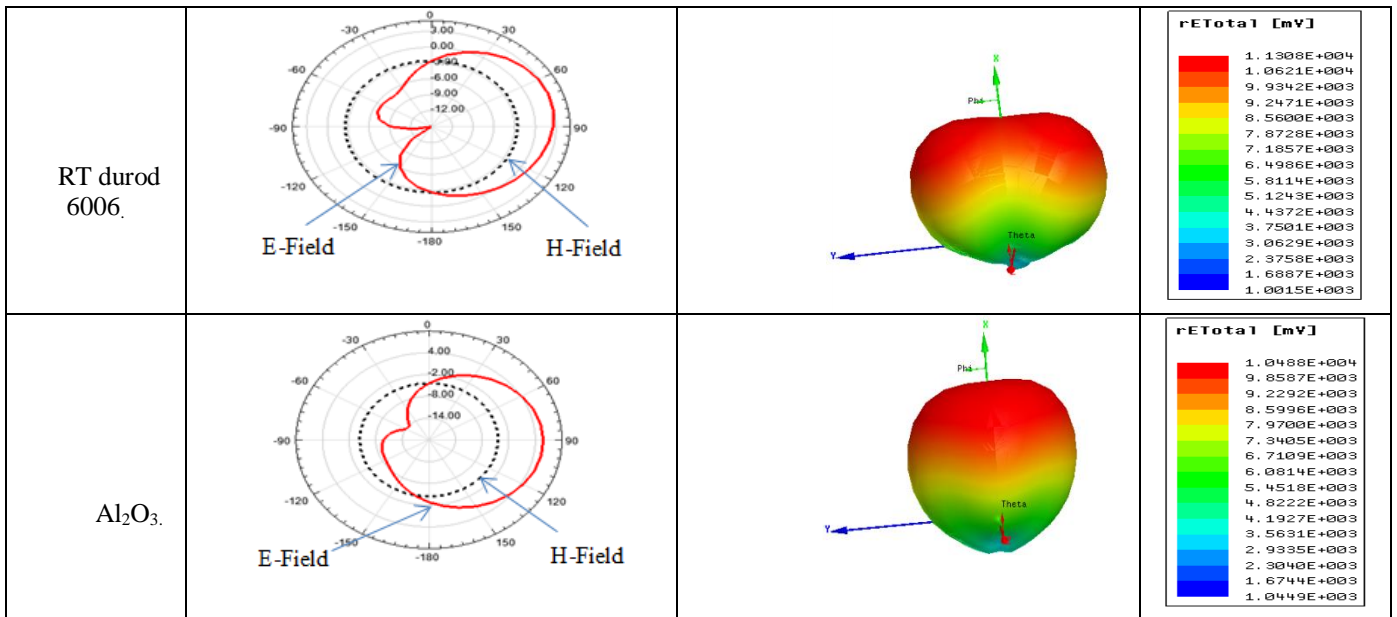 RT durod
6006.
0
-30
3.00
30
0.00
-60
60
-6.00
-9.00
-12.00
-90
90
-120
120
-150
150
-180
E-Field
H-Field
X
Phi
Theta
Y
rETotal [mV]
1.1308E+004
1.0621E+004
9.9342E+003
9.2471E+003
8.5600E+003
7.8728E+003
7.1857E+003
6.4986E+003
5.8114E+003
5.1243E+003
4.4372E+003
3.7501E+003
3.0629E+003
2.3758E+003
1.6887E+003
1.0015E+003
Al₂O₃.
0
-30
30
4.00
-60
60
-2.00
-8.00
-14.00
-90
90
-120
120
-150
150
-180
E-Field
H-Field
X
Phi
Theta
Y
rETotal [mV]
1.0488E+004
9.8587E+003
9.2292E+003
8.5996E+003
7.9700E+003
7.3405E+003
6.7109E+003
6.0814E+003
5.4518E+003
4.8222E+003
4.1927E+003
3.5631E+003
2.9335E+003
2.3040E+003
1.6744E+003
1.0449E+003